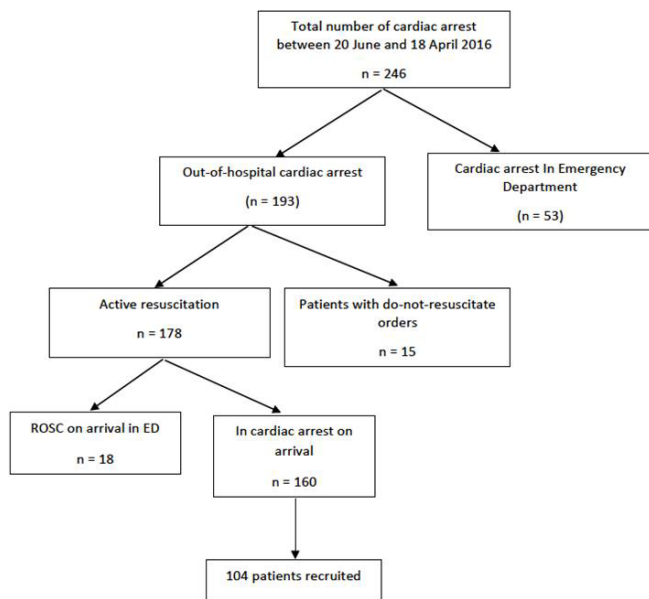 Total number of cardiac arrest
between 20 June and 18 April 2016
n = 246
Out-of-hospital cardiac arrest
(n = 193)
Cardiac arrest In Emergency
Department
(n = 53)
Active resuscitation
n = 178
Patients with do-not-resuscitate
orders
n = 15
ROSC on arrival in ED
n = 18
In cardiac arrest on
arrival
n = 160
104 patients recruited